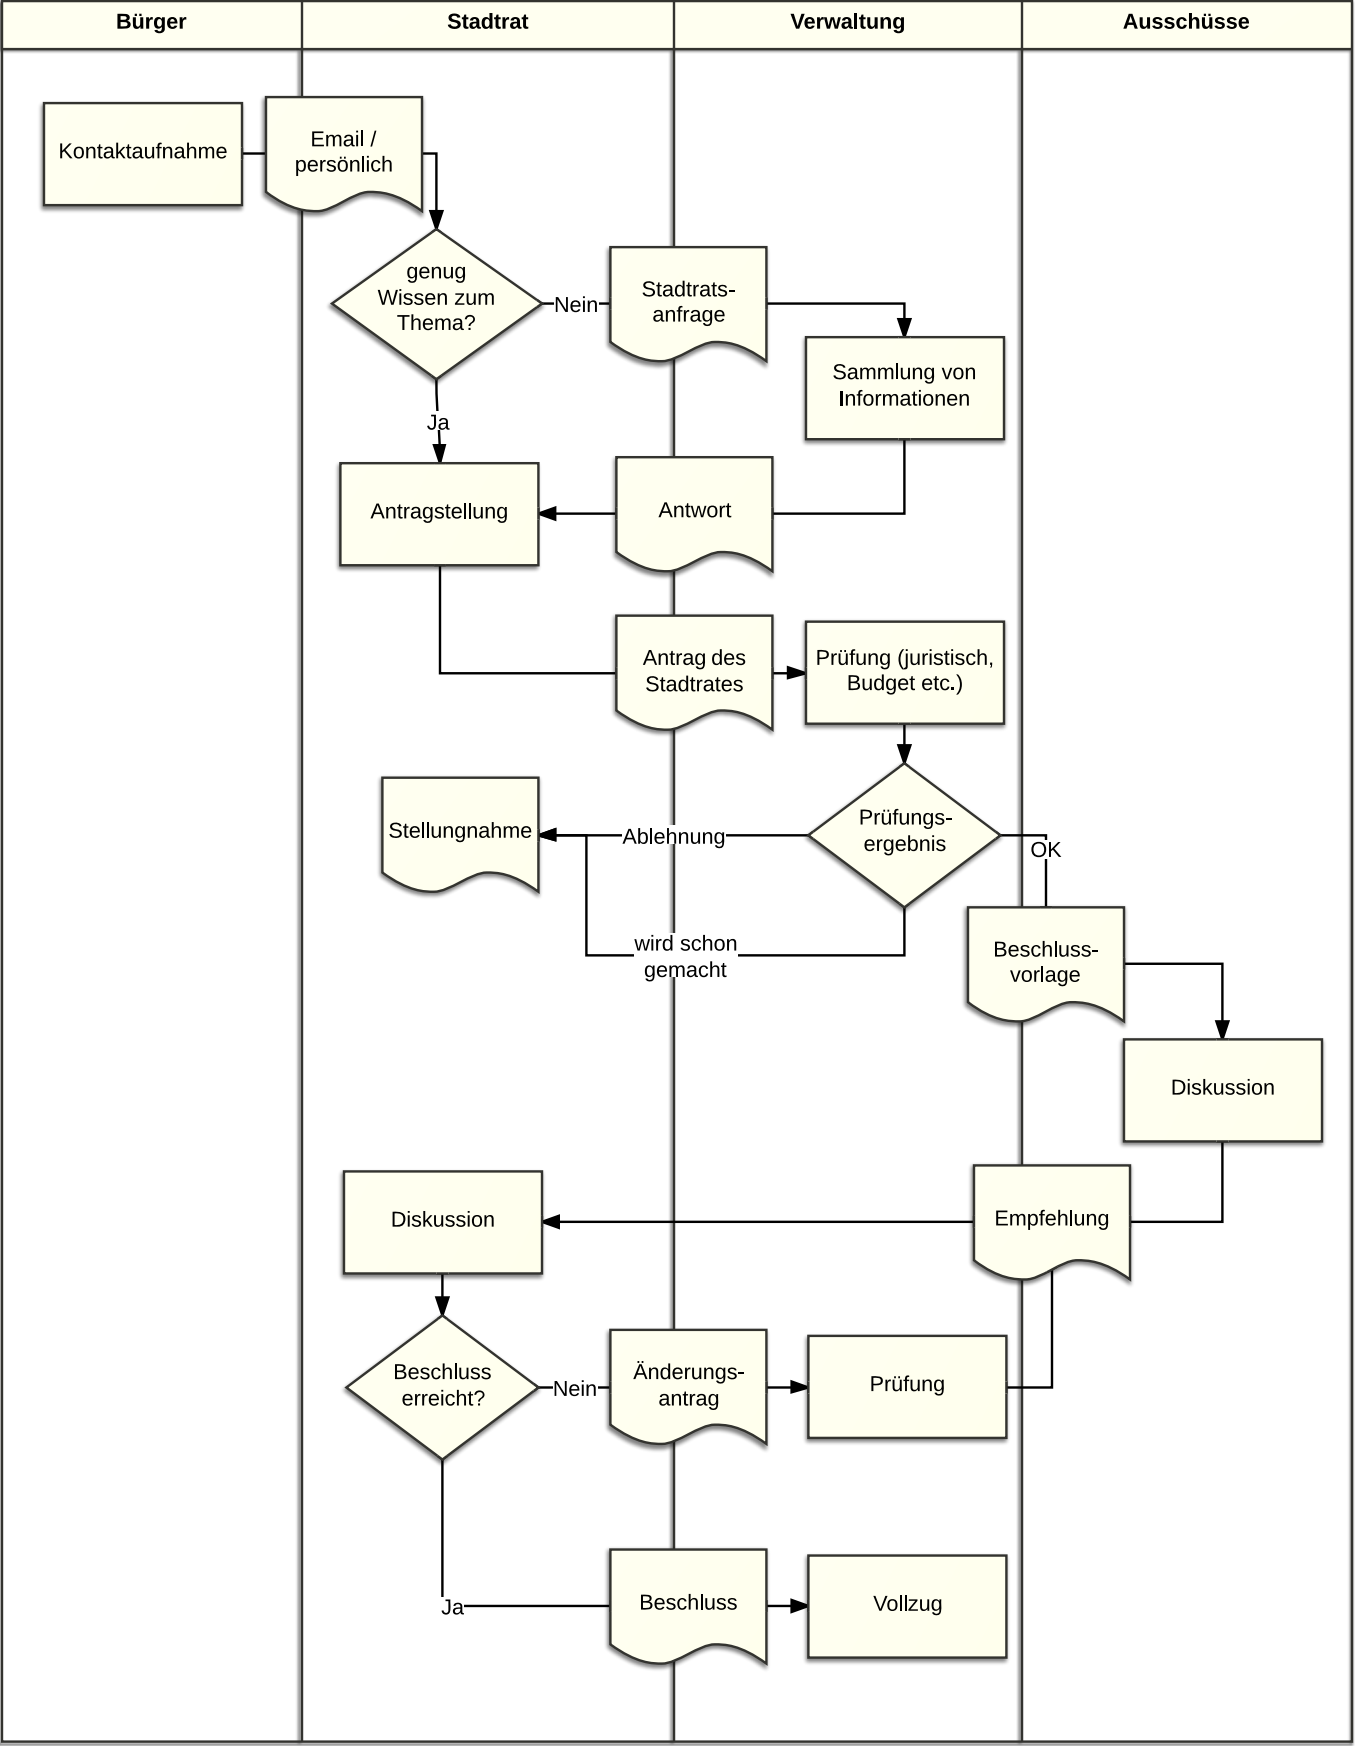 Bürger
Stadtrat
Verwaltung
Ausschüsse
Kontaktaufnahme
Email /
persönlich
genug
Wissen zum
Thema?
Nein
Stadtrats-
anfrage
Sammlung von
Informationen
Ja
Antragstellung
Antwort
Antrag des
Stadtrates
Prüfung (juristisch,
Budget etc.)
Stellungnahme
Ablehnung
Prüfungs-
ergebnis
OK
wird schon
gemacht
Beschluss-
vorlage
Diskussion
Diskussion
Empfehlung
Beschluss
erreicht?
Nein
Änderungs-
antrag
Prüfung
Ja
Beschluss
Vollzug